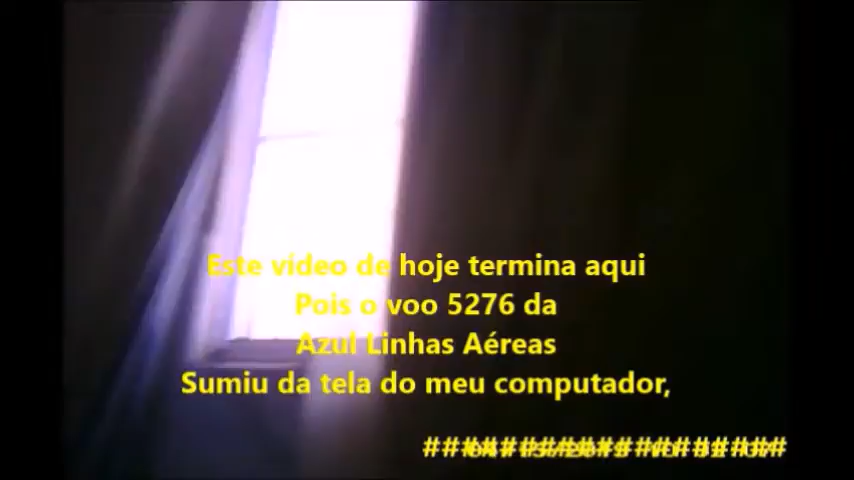 Este vídeo de hoje termina aqui
Pois o voo 5276 da
Azul Linhas Aéreas
Sumiu da tela do meu computador,
###################